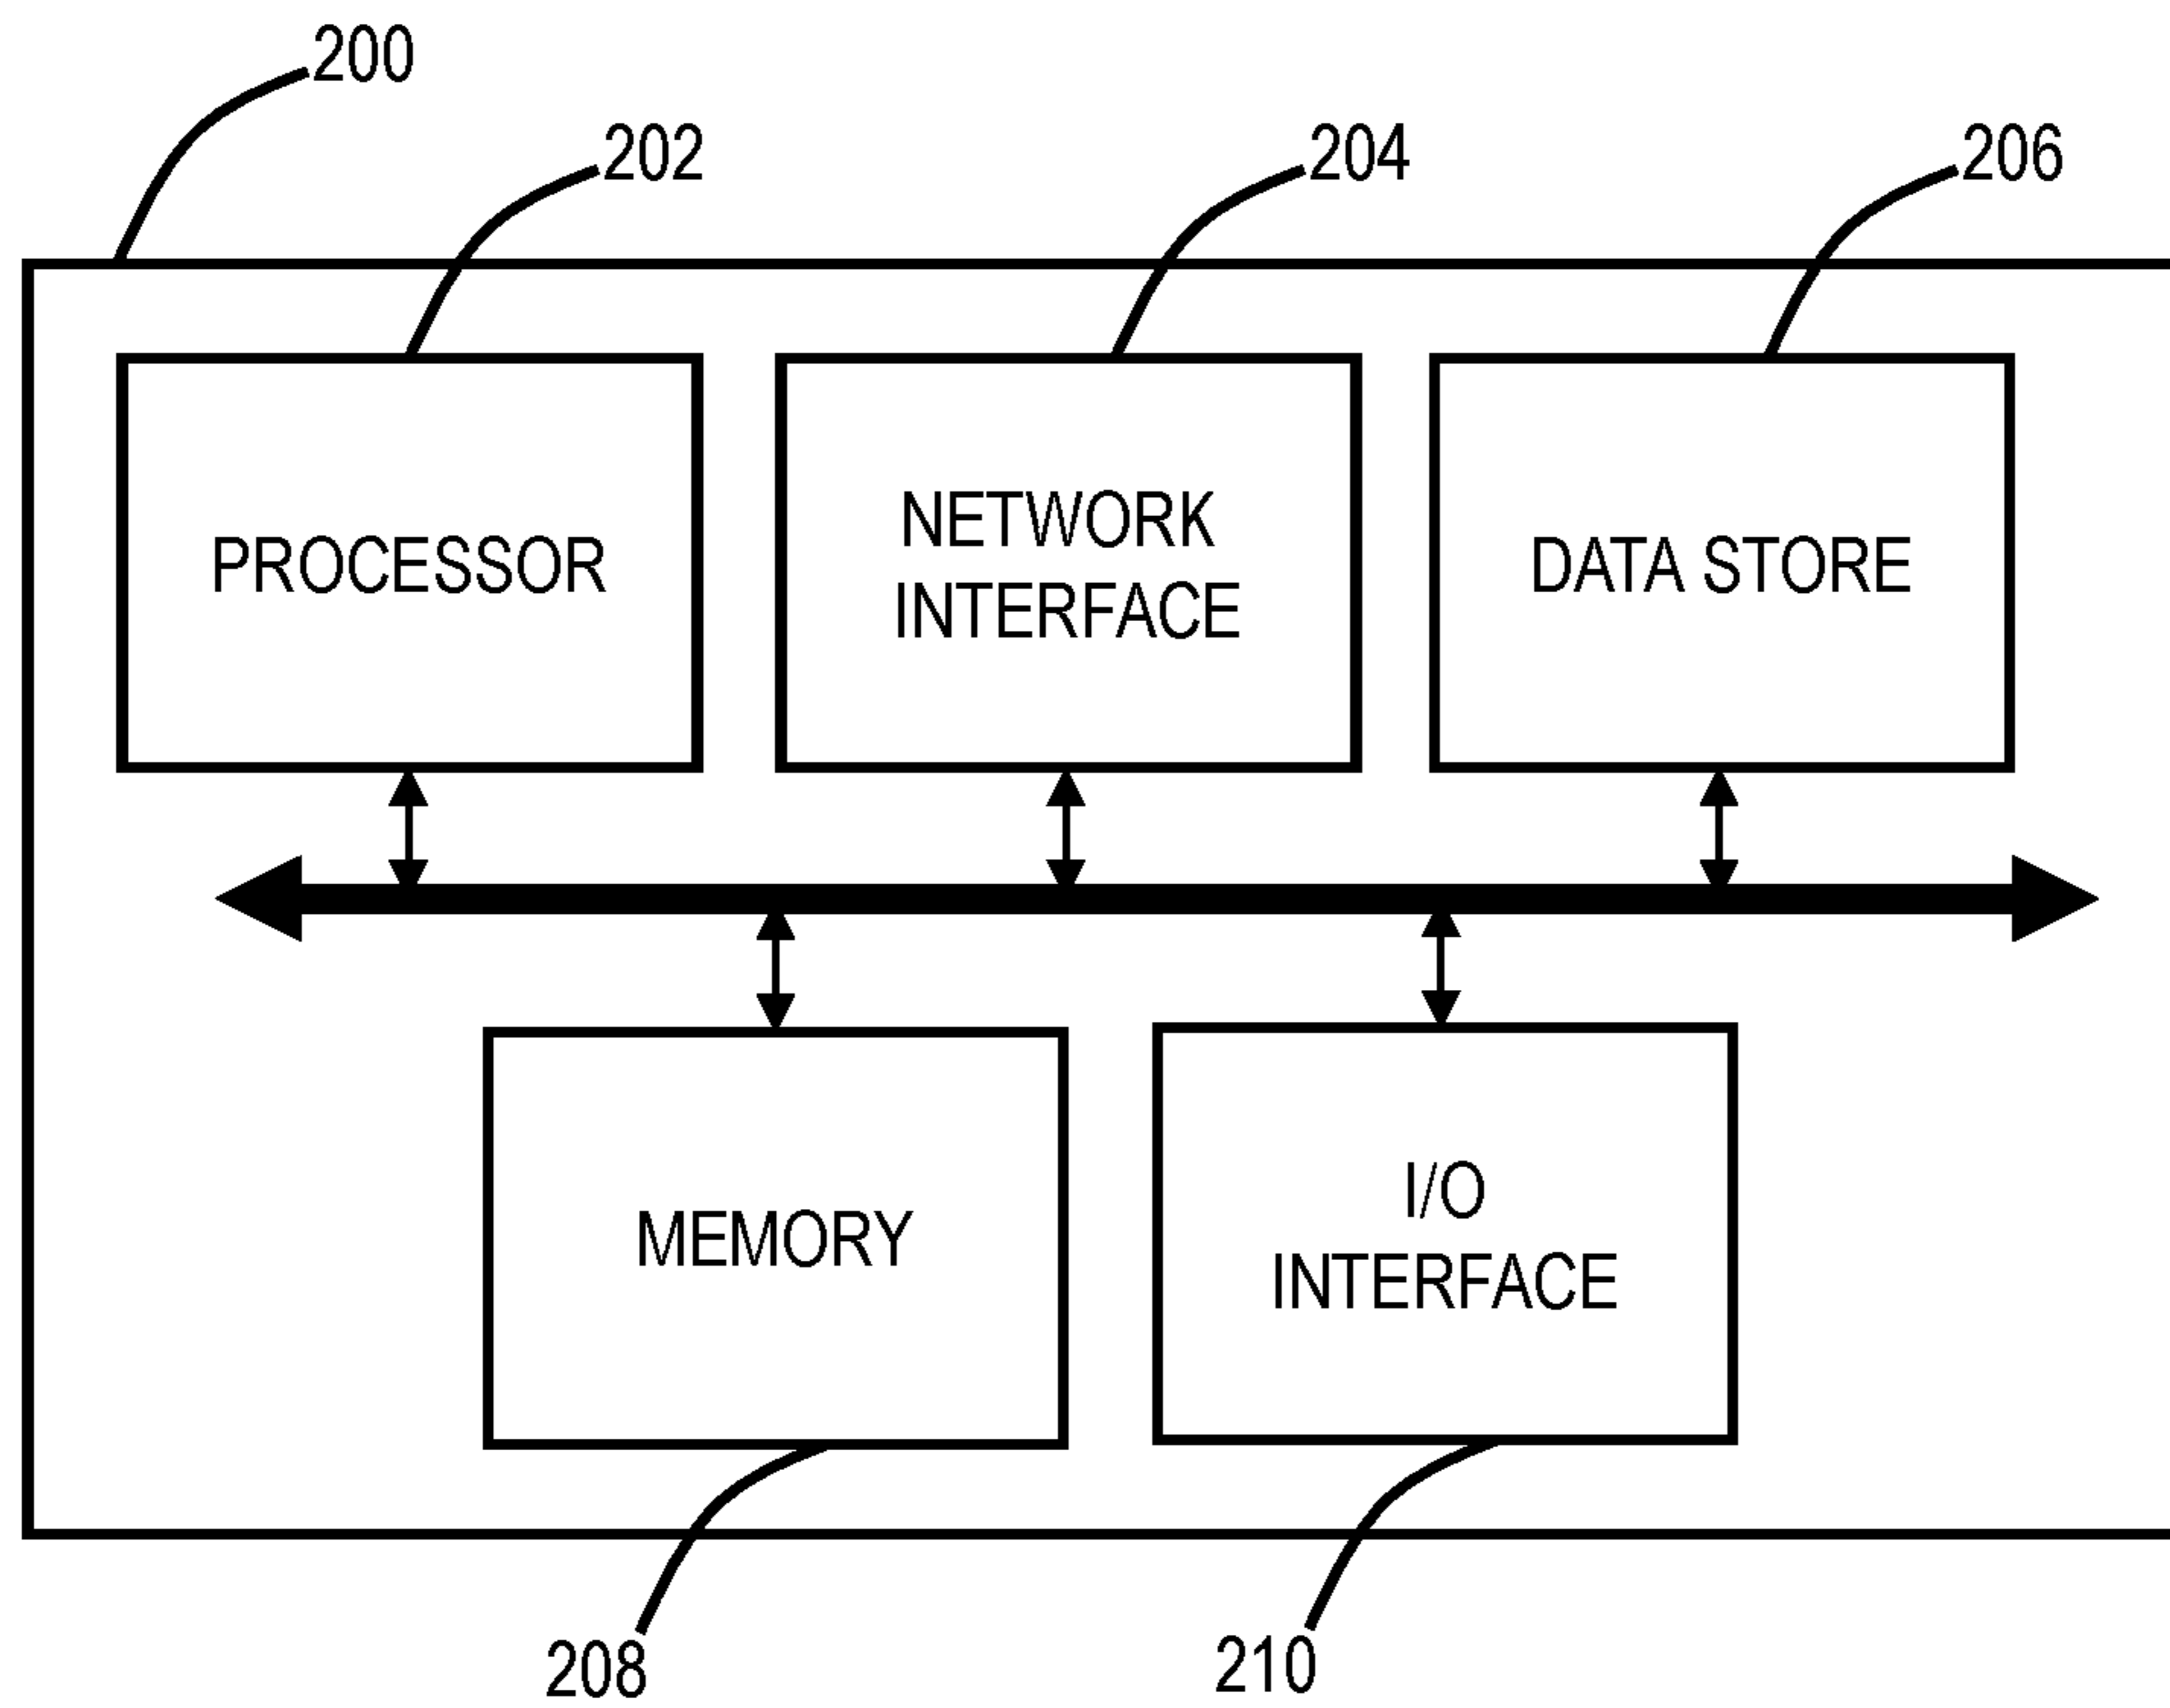 200
202
204
206
PROCESSOR
NETWORK
INTERFACE
DATA STORE
MEMORY
I/O
INTERFACE
208
210